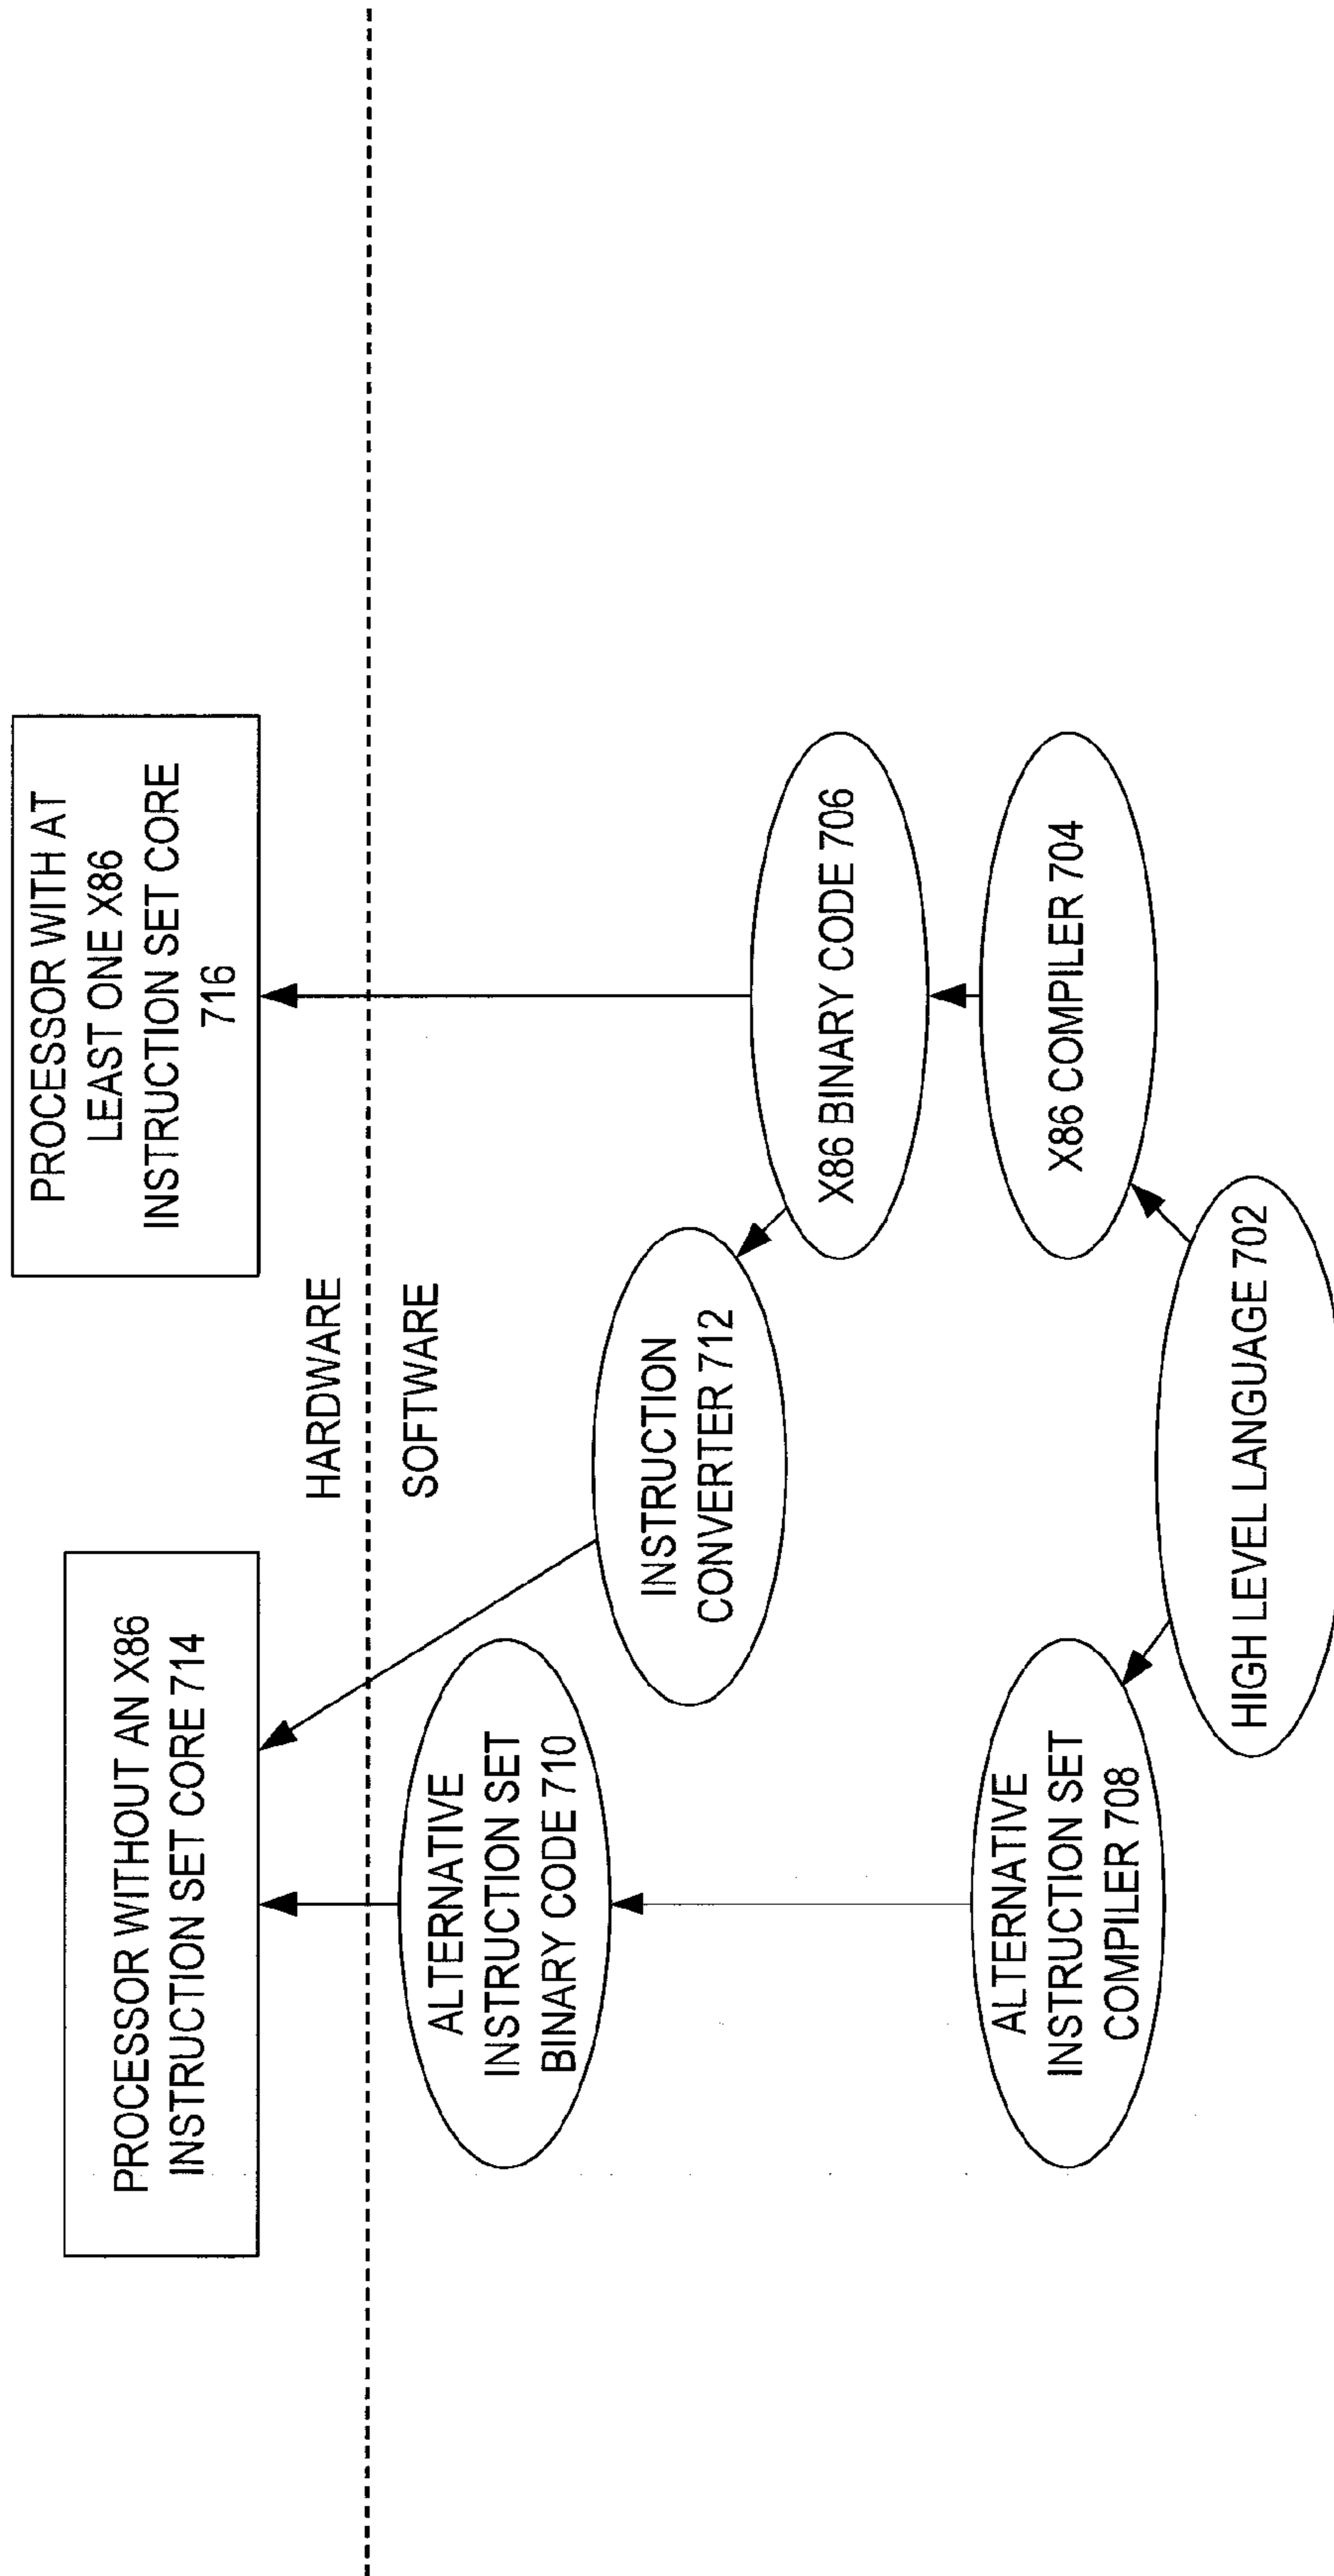 PROCESSOR WITHOUT AN X86
INSTRUCTION SET CORE 714
PROCESSOR WITH AT
LEAST ONE X86
INSTRUCTION SET CORE
716
HARDWARE
SOFTWARE
ALTERNATIVE
INSTRUCTION SET
BINARY CODE 710
INSTRUCTION
CONVERTER 712
X86 BINARY CODE 706
ALTERNATIVE
INSTRUCTION SET
COMPILER 708
X86 COMPILER 704
HIGH LEVEL LANGUAGE 702